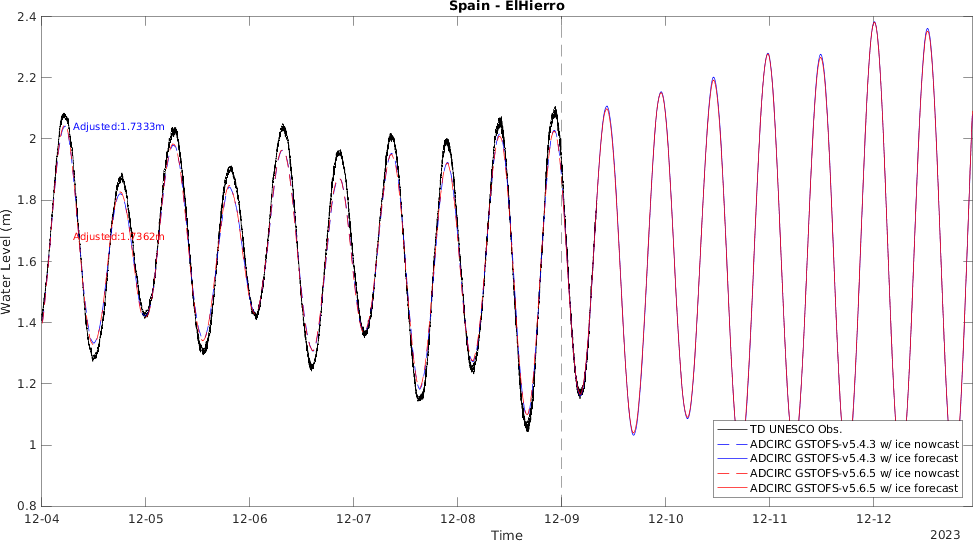 Spain - ElHierro
2.4
2.2
2
1.8
1.6
1.4
1.2
1
0.8
Water Level (m)
Adjusted:1.7333m
Adjusted:1.7362m
TD UNESCO Obs.
ADCIRC GSTOFS-v5.4.3 w/ ice nowcast
ADCIRC GSTOFS-v5.4.3 w/ ice forecast
ADCIRC GSTOFS-v5.6.5 w/ ice nowcast
ADCIRC GSTOFS-v5.6.5 w/ ice forecast
12-04 12-05 12-06 12-07 12-08 12-09 12-10 12-11 12-12
Time
2023